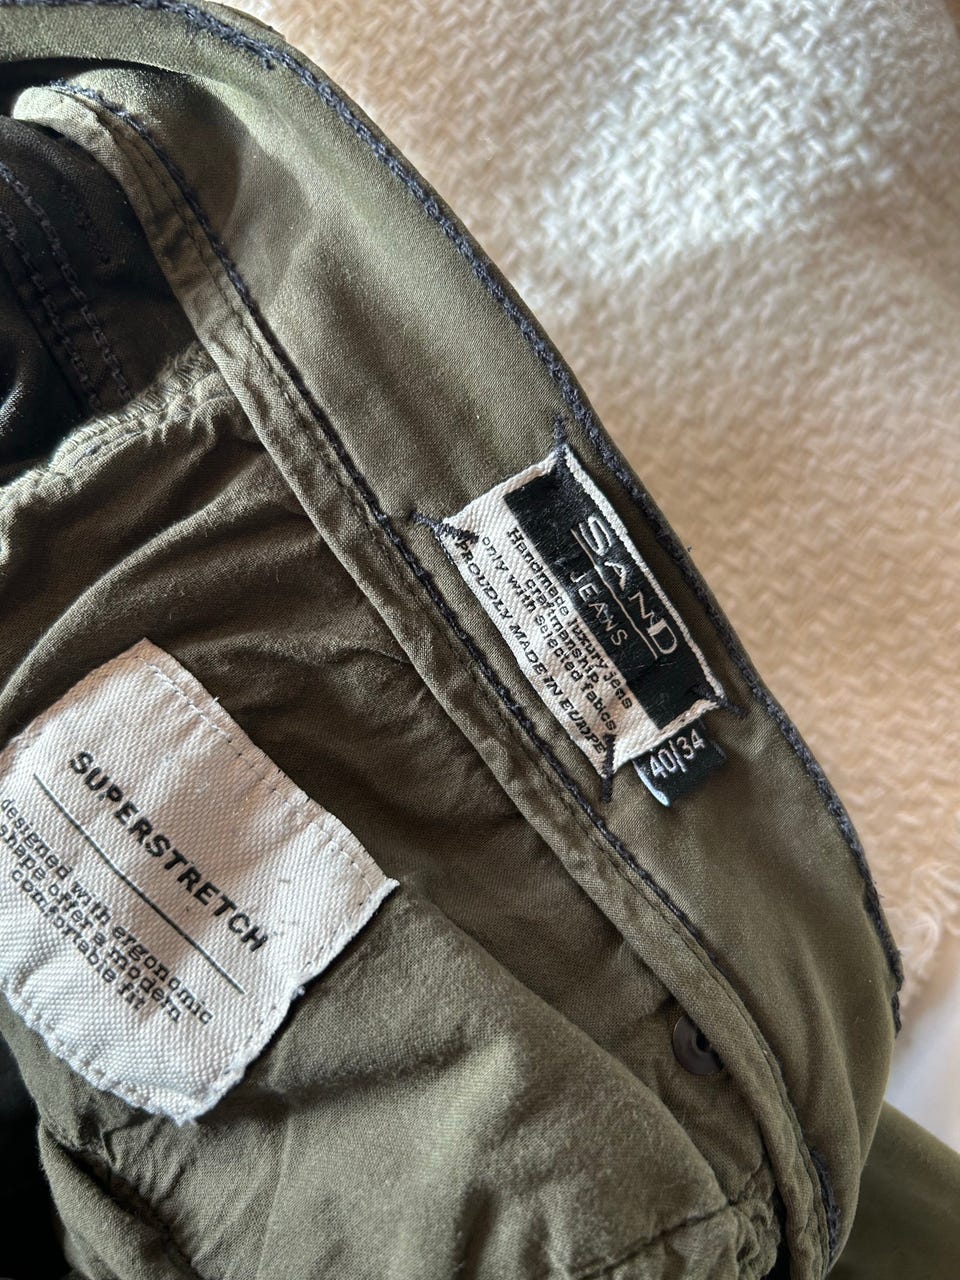 SAND
JEANS
Handmade luxury jeans
craftmanship,
only with selected fabrics
PROUDLY MADE IN EUROPE
40/34
SUPERSTRETCH
designed with ergonomic
shape offer a modern
comfortable fit